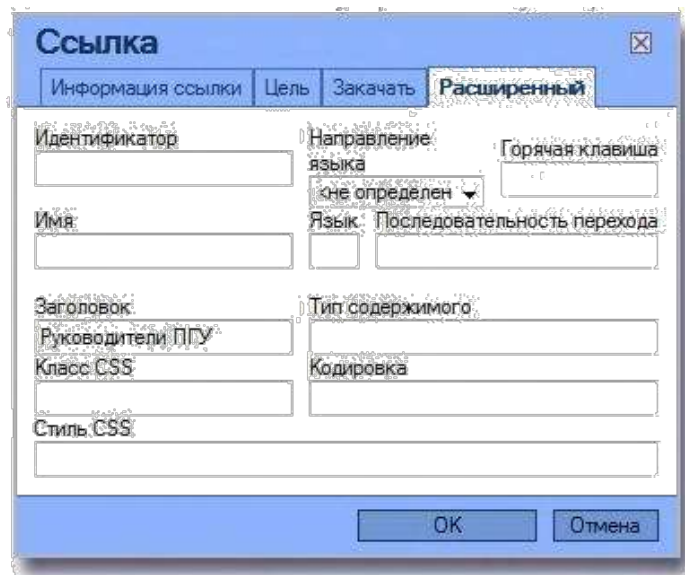 Ссылка
Информация ссылки Цель Закачать Расширенный
Идентификатор
Направление
языка
Горячая клавиша
<не определен
Имя
Язык
Последовательность перехода
Заголовок
Тип содержимого
Руководители ПГУ
Класс CSS
Кодировка
Стиль CSS
OK
Отмена